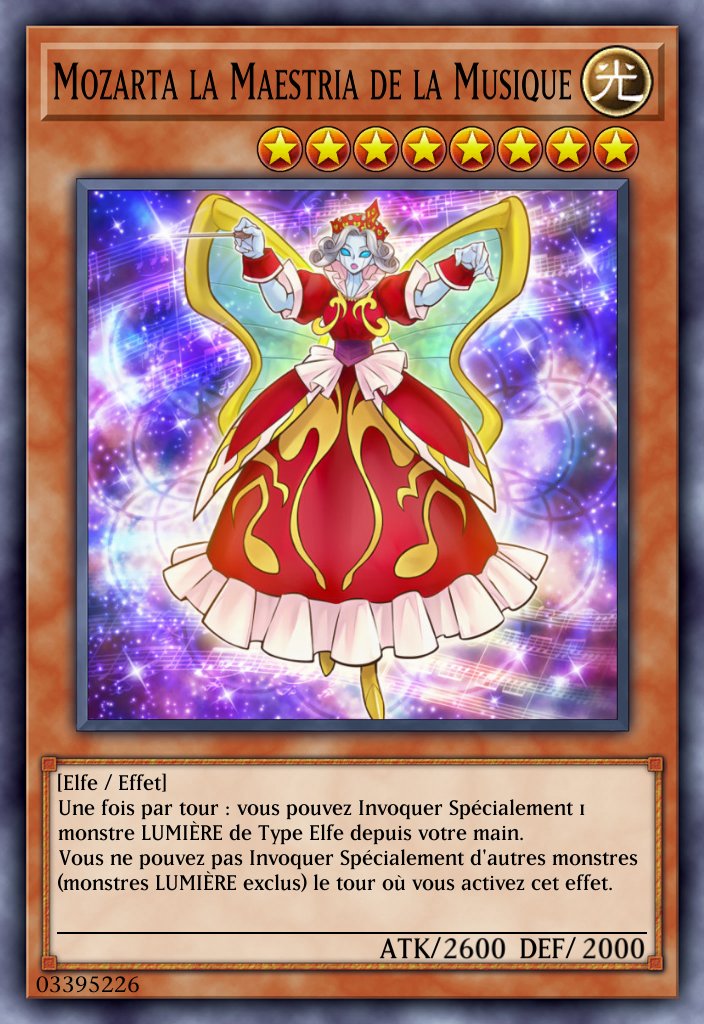 Mozarta la Maestria de la Musique
光
[Elfe / Effet]
Une fois par tour : vous pouvez Invoquer Spécialement 1
monstre LUMIÈRE de Type Elfe depuis votre main.
Vous ne pouvez pas Invoquer Spécialement d'autres monstres
(monstres LUMIÈRE exclus) le tour où vous activez cet effet.
ATK/2600 DEF/ 2000
03395226